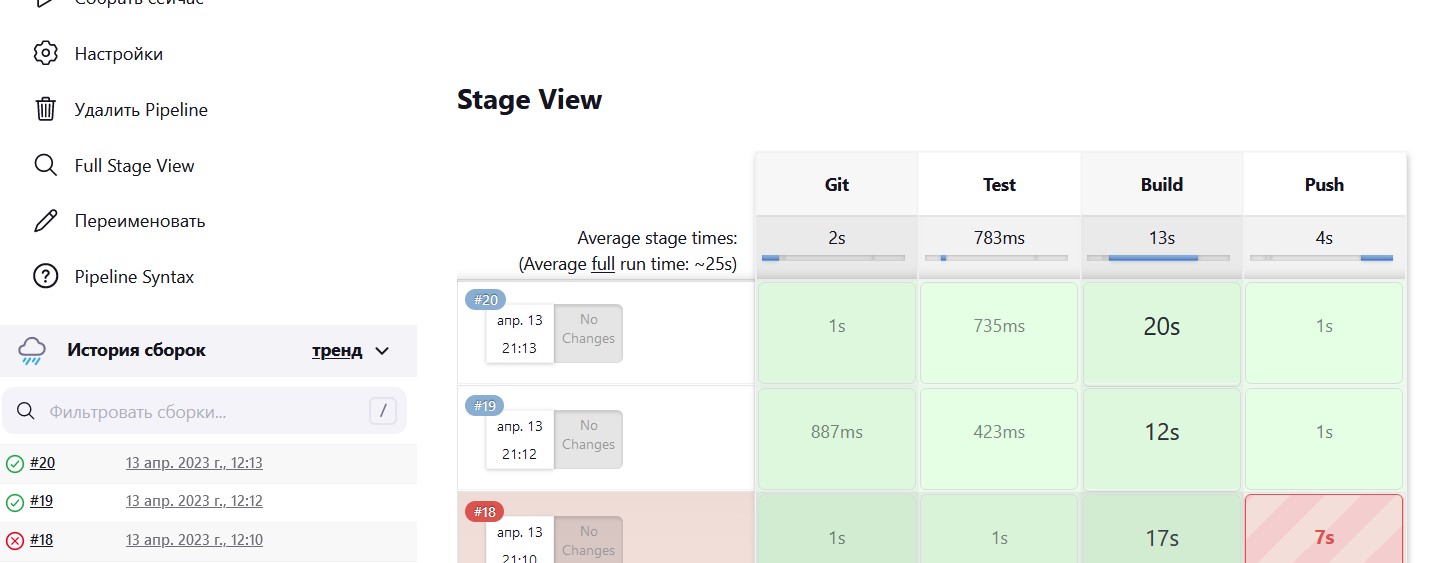 Собрать сейчас
Настройки
Удалить Pipeline
Full Stage View
Переименовать
Pipeline Syntax
История сборок
тренд
Фильтровать сборки...
/
#20
13 апр. 2023 г., 12:13
#19
13 апр. 2023 г., 12:12
#18
13 апр. 2023 г., 12:10
Stage View
Git
Test
Build
Push
Average stage times:
(Average full run time: ~25s)
2s
783ms
13s
4s
#20
апр. 13
21:13
No
Changes
1s
735ms
20s
1s
#19
апр. 13
21:12
No
Changes
887ms
423ms
12s
1s
#18
апр. 13
21:10
No
Changes
1s
1s
17s
7s